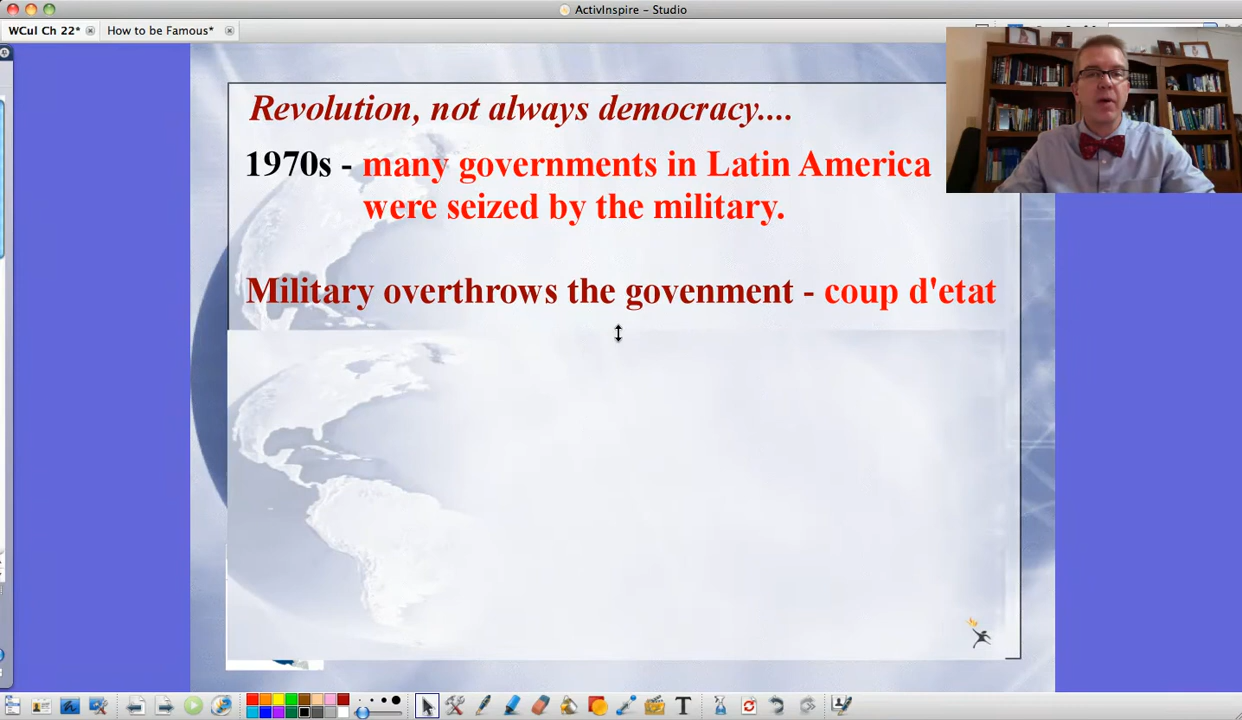 ActivInspire – Studio
WCul Ch 22*
How to be Famous*
Revolution, not always democracy....
1970s - many governments in Latin America
were seized by the military.
Military overthrows the govenment - coup d'etat
T